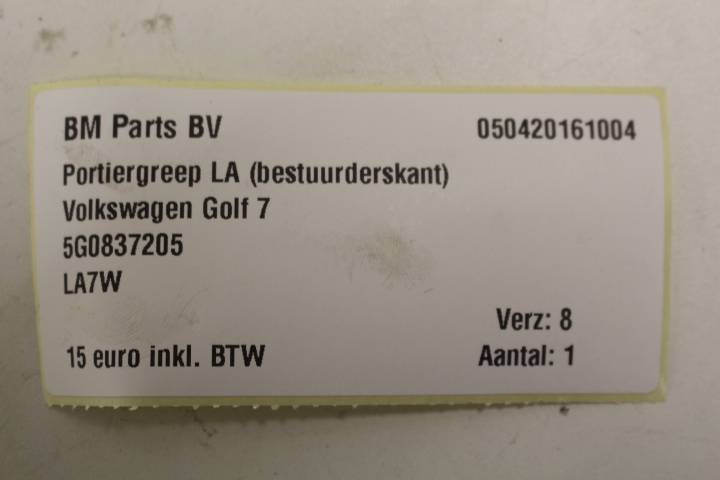 BM Parts BV 050420161004
Portiergreep LA (bestuurderskant)
Volkswagen Golf 7
5G0837205
LA7W
Verz: 8
15 euro inkl. BTW Aantal: 1